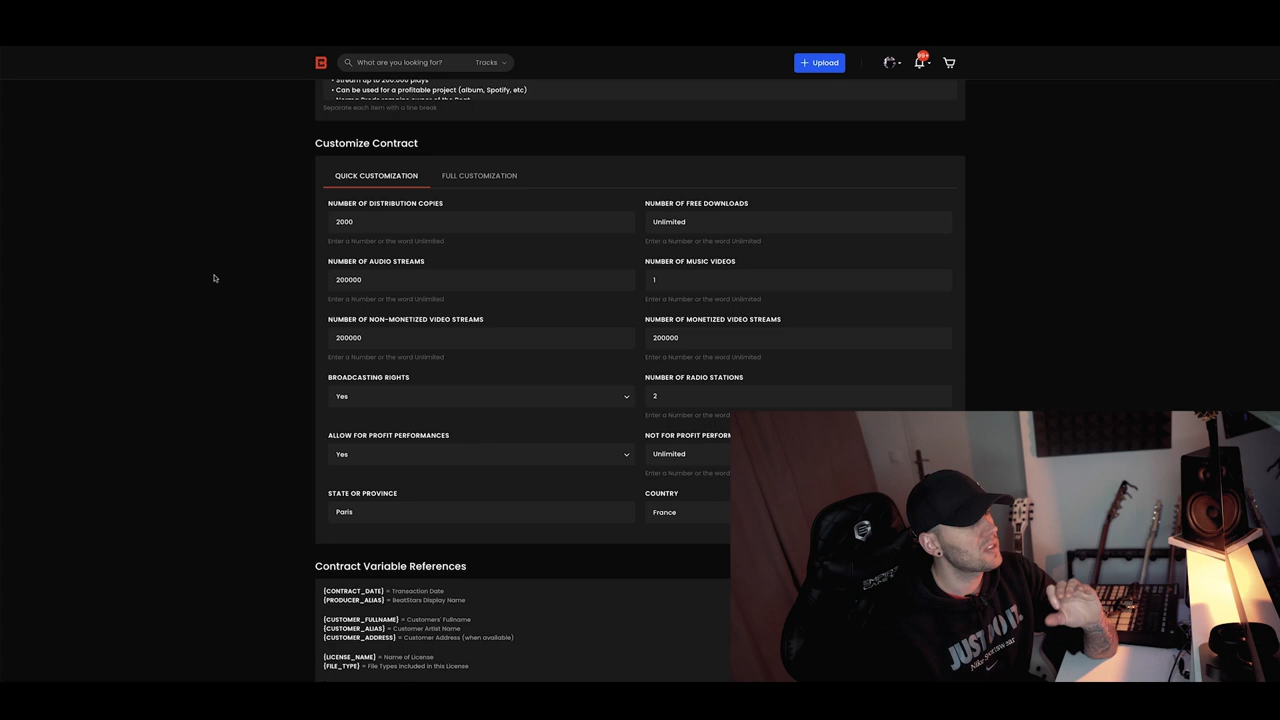 What are you looking for? Tracks
+ Upload
99+
• Stream up to 200.000 plays
• Can be used for a profitable project (album, Spotify, etc)
Separate each item with a line break
Customize Contract
QUICK CUSTOMIZATION FULL CUSTOMIZATION
NUMBER OF DISTRIBUTION COPIES NUMBER OF FREE DOWNLOADS
2000 Unlimited
Enter a Number or the word Unlimited Enter a Number or the word Unlimited
NUMBER OF AUDIO STREAMS NUMBER OF MUSIC VIDEOS
200000 1
Enter a Number or the word Unlimited Enter a Number or the word Unlimited
NUMBER OF NON-MONETIZED VIDEO STREAMS NUMBER OF MONETIZED VIDEO STREAMS
200000 200000
Enter a Number or the word Unlimited Enter a Number or the word Unlimited
BROADCASTING RIGHTS NUMBER OF RADIO STATIONS
Yes 2
Enter a Number or the word
ALLOW FOR PROFIT PERFORMANCES NOT FOR PROFIT PERFORM
Yes Unlimited
Enter a Number or the word
STATE OR PROVINCE COUNTRY
Paris France
Contract Variable References
{CONTRACT_DATE} = Transaction Date
{PRODUCER_ALIAS} = BeatStars Display Name
{CUSTOMER_FULLNAME} = Customers' Fullname
{CUSTOMER_ALIAS} = Customer Artist Name
{CUSTOMER_ADDRESS} = Customer Address (when available)
{LICENSE_NAME} = Name of License
{FILE_TYPE} = File Types Included in this License
JUST DO IT.